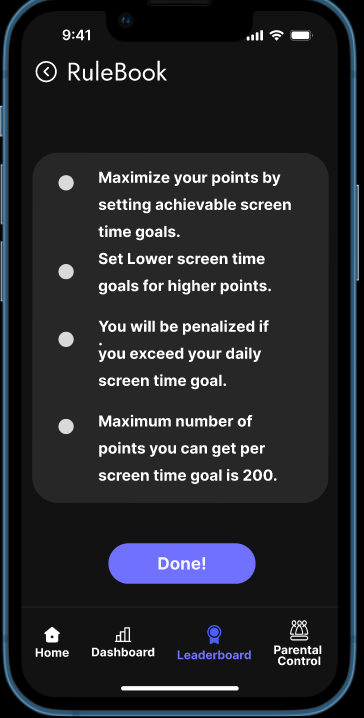 9:41
RuleBook
Maximize your points by
setting achievable screen
time goals.
Set Lower screen time
goals for higher points.
You will be penalized if
.
you exceed your daily
screen time goal.
Maximum number of
points you can get per
screen time goal is 200.
Done!
Home
Dashboard
Leaderboard
Parental
Control